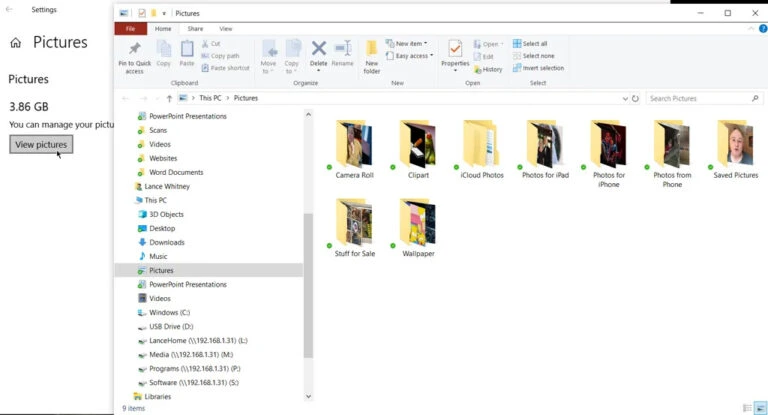 Settings
Pictures
Pictures
3.86 GB
You can manage your pictu
View pictures
Pictures
File Home Share View
Pin to Quick access
Copy
Paste
Cut
Copy path
Paste shortcut
Clipboard
Move to
Copy to
Delete
Rename
Organize
New folder
New item
Easy access
New
Properties
Open
Edit
History
Open
Select all
Select none
Invert selection
Select
This PC > Pictures
Search Pictures
PowerPoint Presentations
Scans
Videos
Websites
Word Documents
Lance Whitney
This PC
3D Objects
Desktop
Downloads
Music
Pictures
PowerPoint Presentations
Videos
Windows (C:)
USB Drive (D:)
LanceHome (\\192.168.1.31) (L:)
Media (\\192.168.1.31) (M:)
Programs (\\192.168.1.31) (P:)
Software (\\192.168.1.31) (S:)
Libraries
Camera Roll
Clipart
iCloud Photos
Photos for iPad
Photos for iPhone
Photos from Phone
Saved Pictures
Stuff for Sale
Wallpaper
9 items